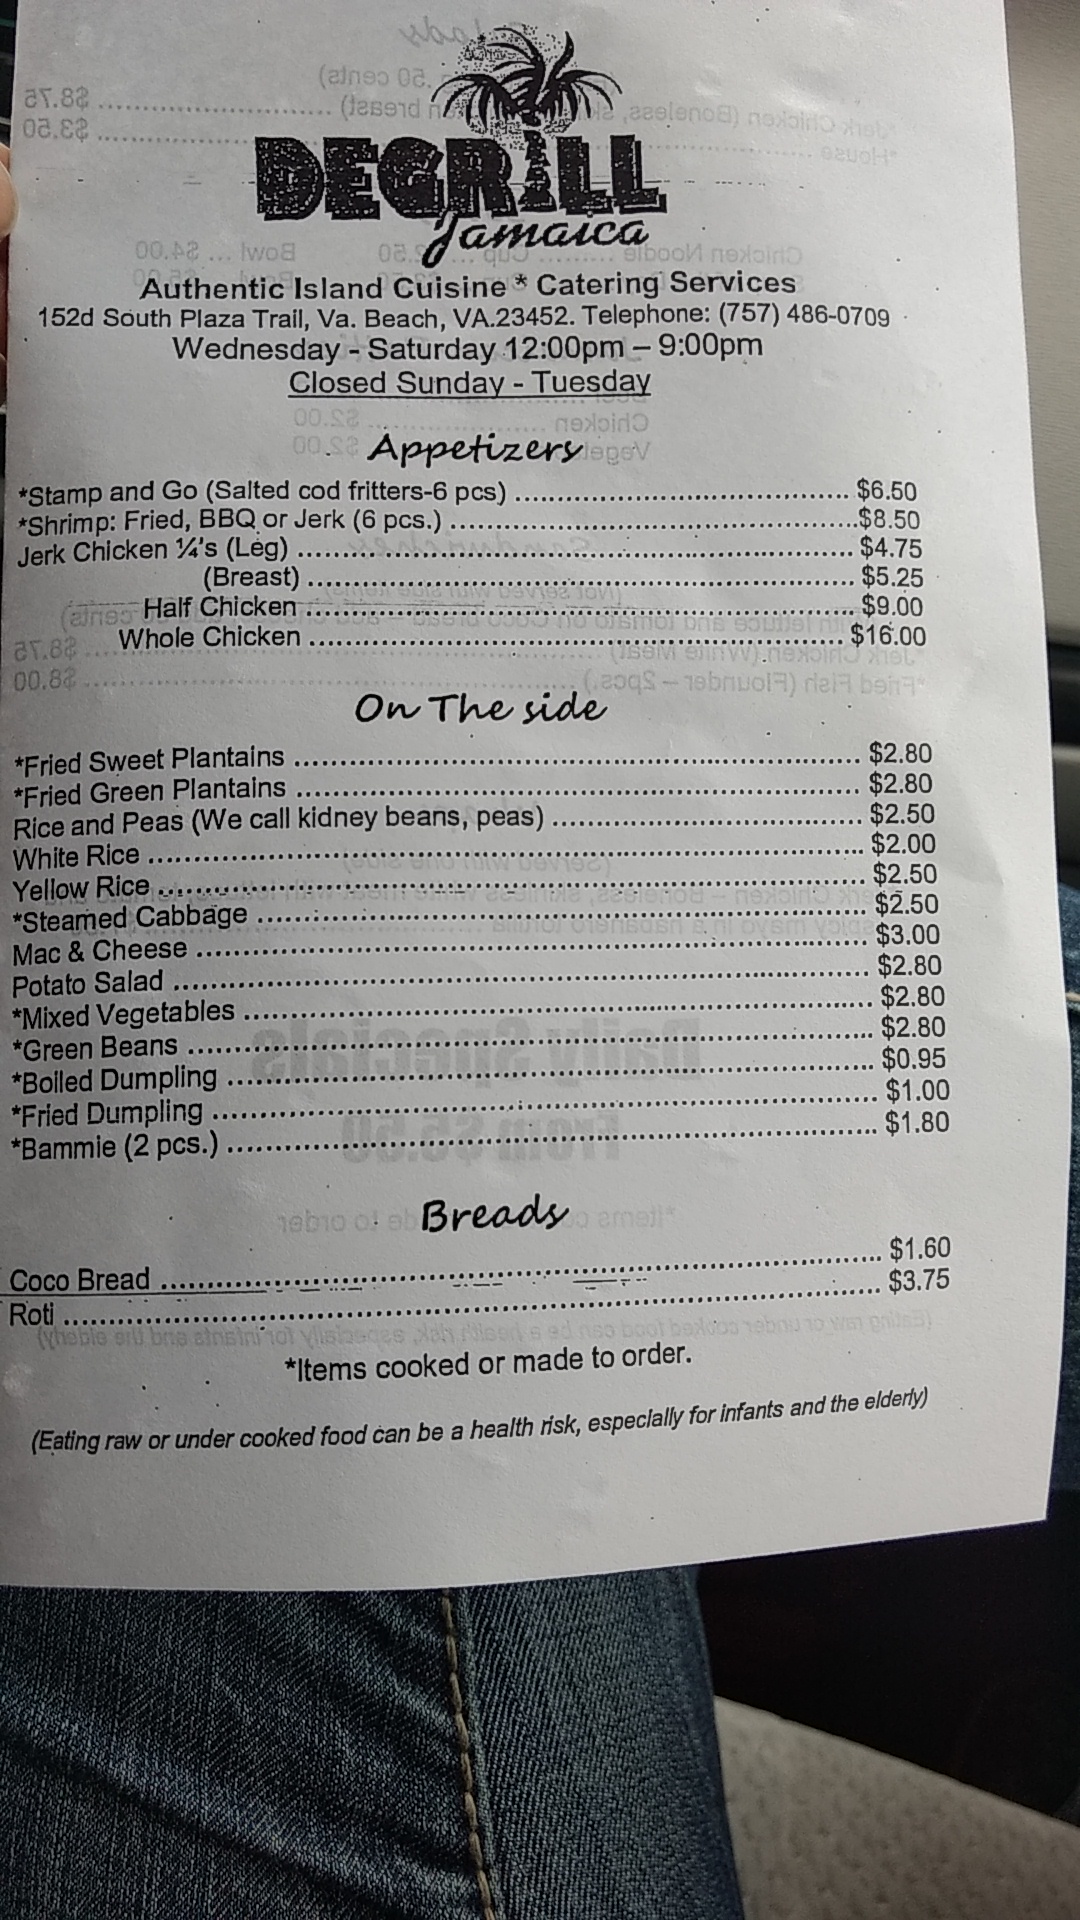 DEGRILL
Jamaica
Authentic Island Cuisine * Catering Services
152d South Plaza Trail, Va. Beach, VA.23452. Telephone: (757) 486-0709
Wednesday - Saturday 12:00pm – 9:00pm
Closed Sunday - Tuesday
Appetizers
*Stamp and Go (Salted cod fritters-6 pcs) ........ $6.50
*Shrimp: Fried, BBQ or Jerk (6 pcs.) ........ $8.50
Jerk Chicken ¼'s (Leg) ........ $4.75
(Breast) ........ $5.25
Half Chicken ........ $9.00
Whole Chicken ........ $16.00
On The side
*Fried Sweet Plantains ........ $2.80
*Fried Green Plantains ........ $2.80
Rice and Peas (We call kidney beans, peas) ........ $2.50
White Rice ........ $2.00
Yellow Rice ........ $2.50
*Steamed Cabbage ........ $2.50
Mac & Cheese ........ $3.00
Potato Salad ........ $2.80
*Mixed Vegetables ........ $2.80
*Green Beans ........ $2.80
*Boiled Dumpling ........ $0.95
*Fried Dumpling ........ $1.00
*Bammie (2 pcs.) ........ $1.80
Breads
Coco Bread ........ $1.60
Roti ........ $3.75
*Items cooked or made to order.
(Eating raw or under cooked food can be a health risk, especially for infants and the elderly)